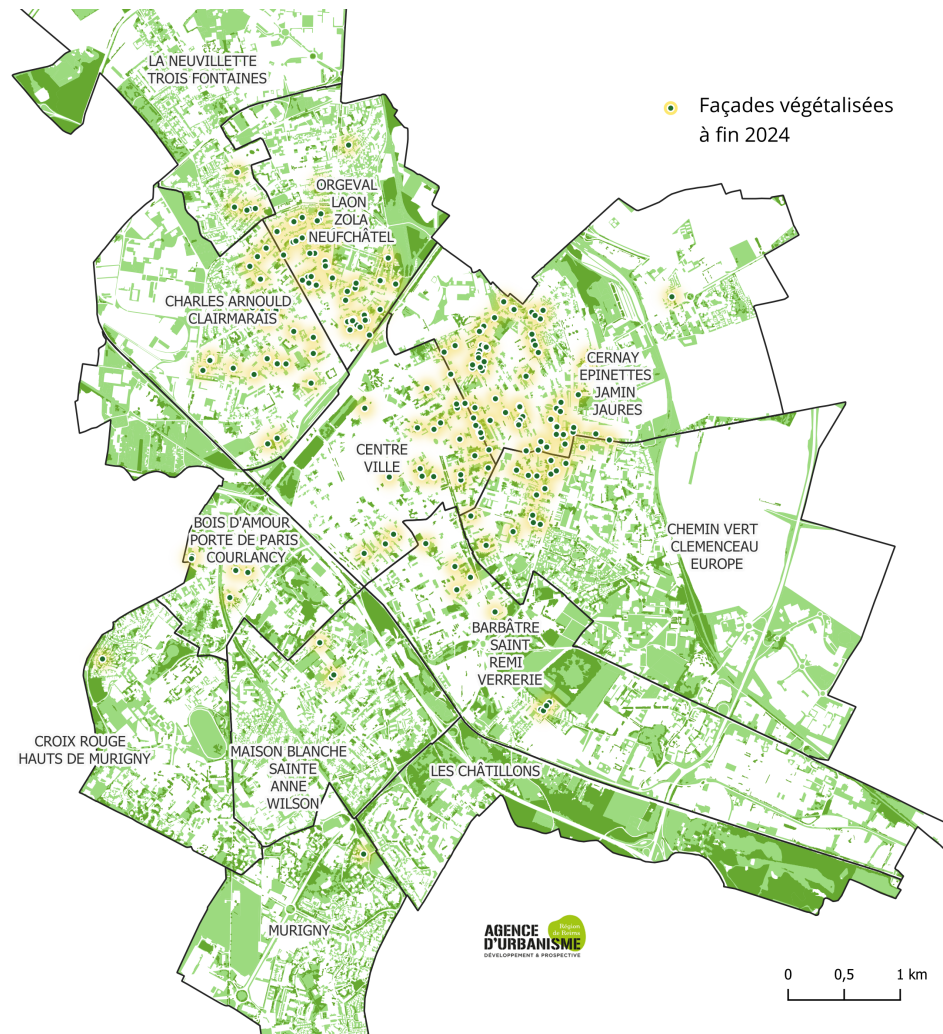 LA NEUVILLETTE
TROIS FONTAINES
Façades végétalisées
à fin 2024
ORGEVAL
LAON
ZOLA
NEUFCHÂTEL
CHARLES ARNOULD
CLAIRMARAIS
CERNAY
EPINETTES
JAMIN
JAURES
CENTRE
VILLE
BOIS D'AMOUR
PORTE DE PARIS
COURLANCY
CHEMIN VERT
CLEMENCEAU
EUROPE
BARBÂTRE
SAINT
REMI
VERRERIE
CROIX ROUGE
HAUTS DE MURIGNY
MAISON BLANCHE
SAINTE
ANNE
WILSON
LES CHÂTILLONS
MURIGNY
AGENCE
D'URBANISME
DÉVELOPPEMENT & PROSPECTIVE
Région
de Reims
0 0,5 1 km